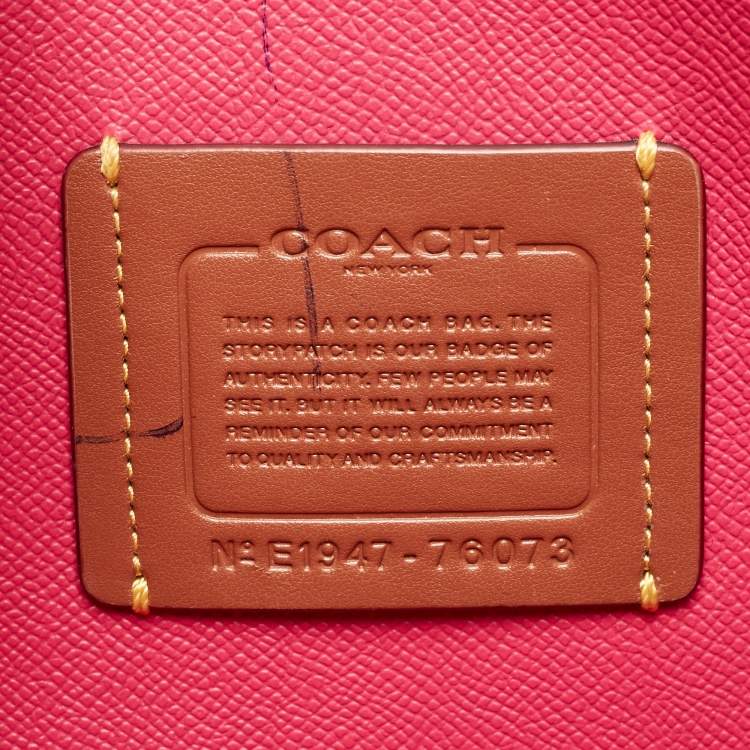 COACH
NEW YORK
THIS IS A COACH BAG. THE
STORYPATCH IS OUR BADGE OF
AUTHENTICITY. FEW PEOPLE MAY
SEE IT. BUT IT WILL ALWAYS BE A
REMINDER OF OUR COMMITMENT
TO QUALITY AND CRAFTSMANSHIP.
Nº E1947-76073